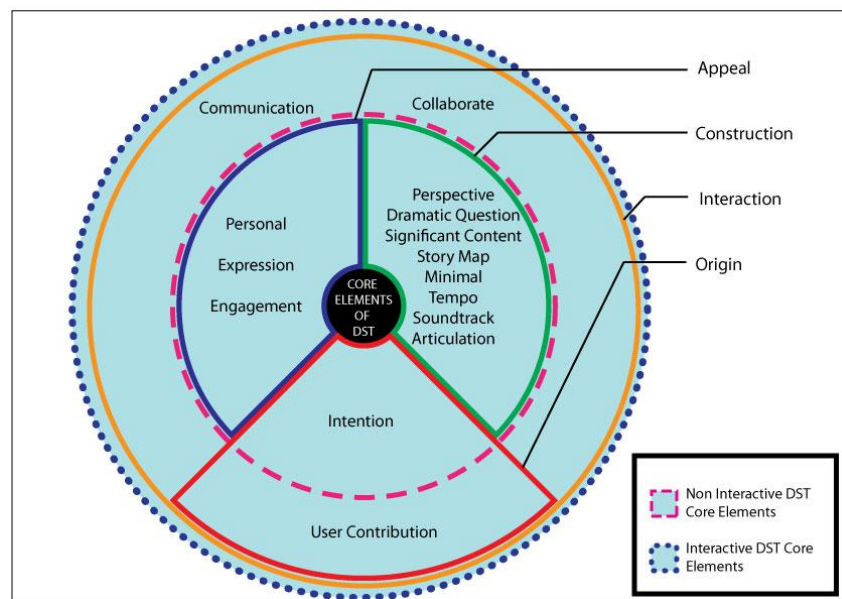 Appeal
Communication
Collaborate
Construction
Perspective
Dramatic Question
Significant Content
Story Map
Minimal
Tempo
Soundtrack
Articulation
Interaction
Personal
Expression
Engagement
Origin
CORE
ELEMENTS
OF
DST
Intention
User Contribution
Non Interactive DST
Core Elements
Interactive DST Core
Elements